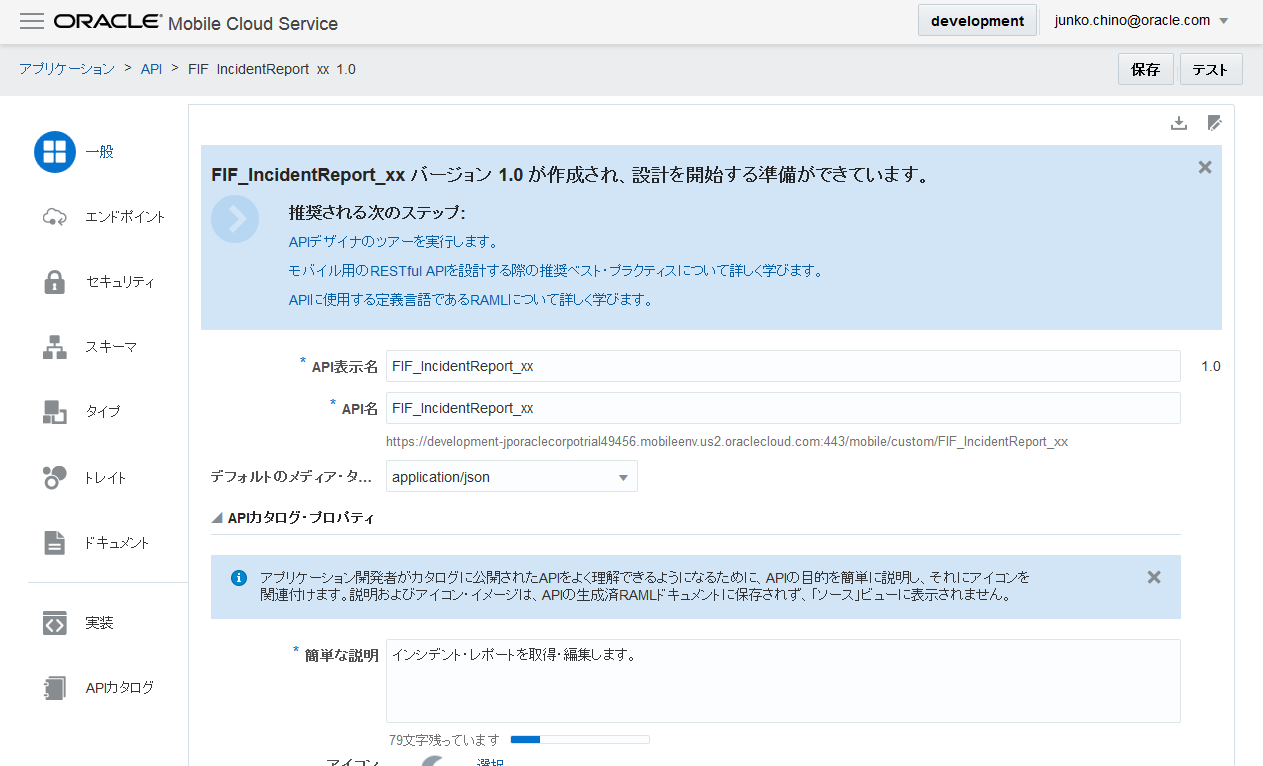 ORACLE® Mobile Cloud Service
development
junko.chino@oracle.com
アプリケーション > API > FIF_IncidentReport_xx 1.0
保存
テスト
一般
エンドポイント
セキュリティ
スキーマ
タイプ
トレイト
ドキュメント
実装
APIカタログ
FIF_IncidentReport_xx バージョン 1.0 が作成され、設計を開始する準備ができています。
推奨される次のステップ:
APIデザイナのツアーを実行します。
モバイル用のRESTful APIを設計する際の推奨ベスト・プラクティスについて詳しく学びます。
APIに使用する定義言語であるRAMLについて詳しく学びます。
* API表示名 FIF_IncidentReport_xx 1.0
* API名 FIF_IncidentReport_xx
https://development-jporaclecorpotrial49456.mobileenv.us2.oraclecloud.com:443/mobile/custom/FIF_IncidentReport_xx
デフォルトのメディア・タ... application/json
APIカタログ・プロパティ
アプリケーション開発者がカタログに公開されたAPIをよく理解できるようになるために、APIの目的を簡単に説明し、それにアイコンを
関連付けます。説明およびアイコン・イメージは、APIの生成済RAMLドキュメントに保存されず、「ソース」ビューに表示されません。
* 簡単な説明 インシデント・レポートを取得・編集します。
79文字残っています
アイコン 選択